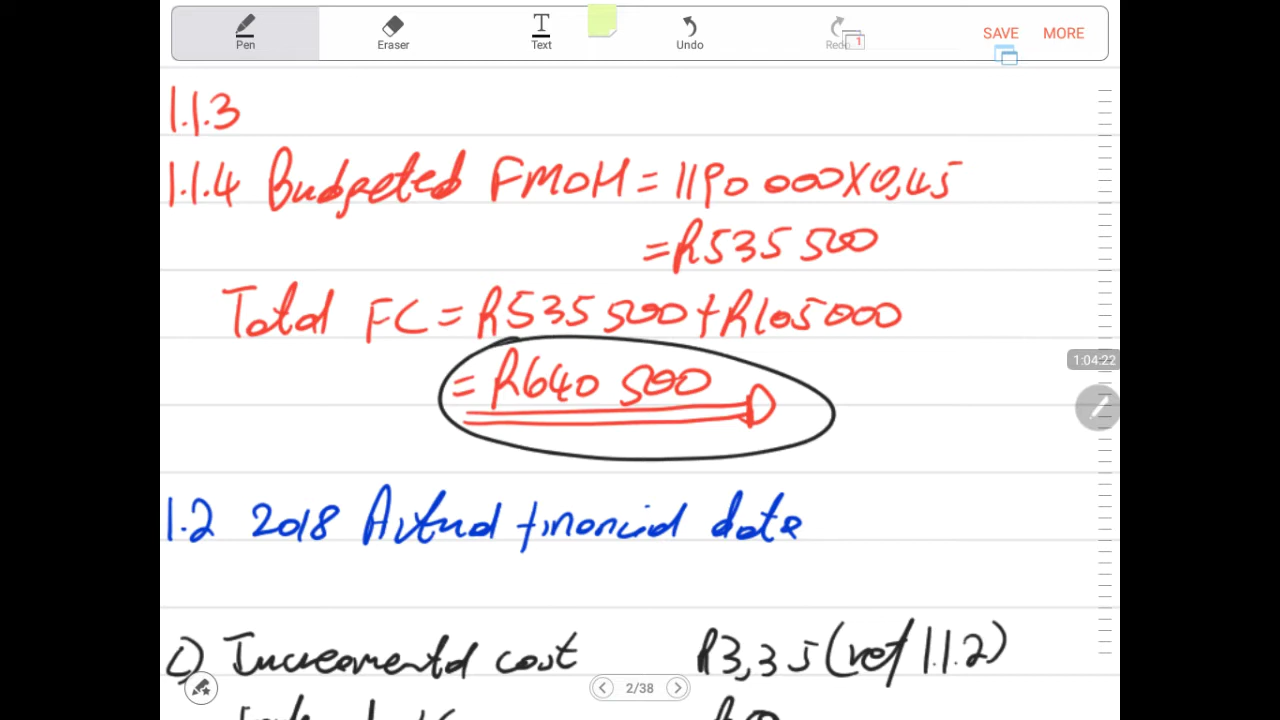 Pen Eraser Text Undo Redo 1 SAVE MORE
1.1.3
1.1.4 Budgeted FMOH = 1190 000 X 0,45
= R535 500
Total FC = R535 500 + R105000
1:04:22
= R640 500
1.2 2018 Actual financial data
c) Incremental cost R3,35 (ref 1.1.2)
2/38